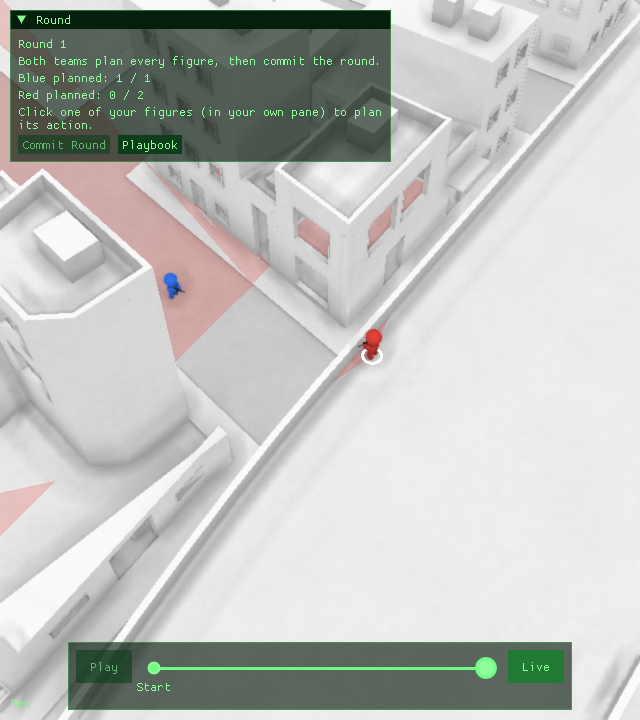 Round
Round 1
Both teams plan every figure, then commit the round.
Blue planned: 1 / 1
Red planned: 0 / 2
Click one of your figures (in your own pane) to plan
its action.
Commit Round Playbook
Play Live
Start